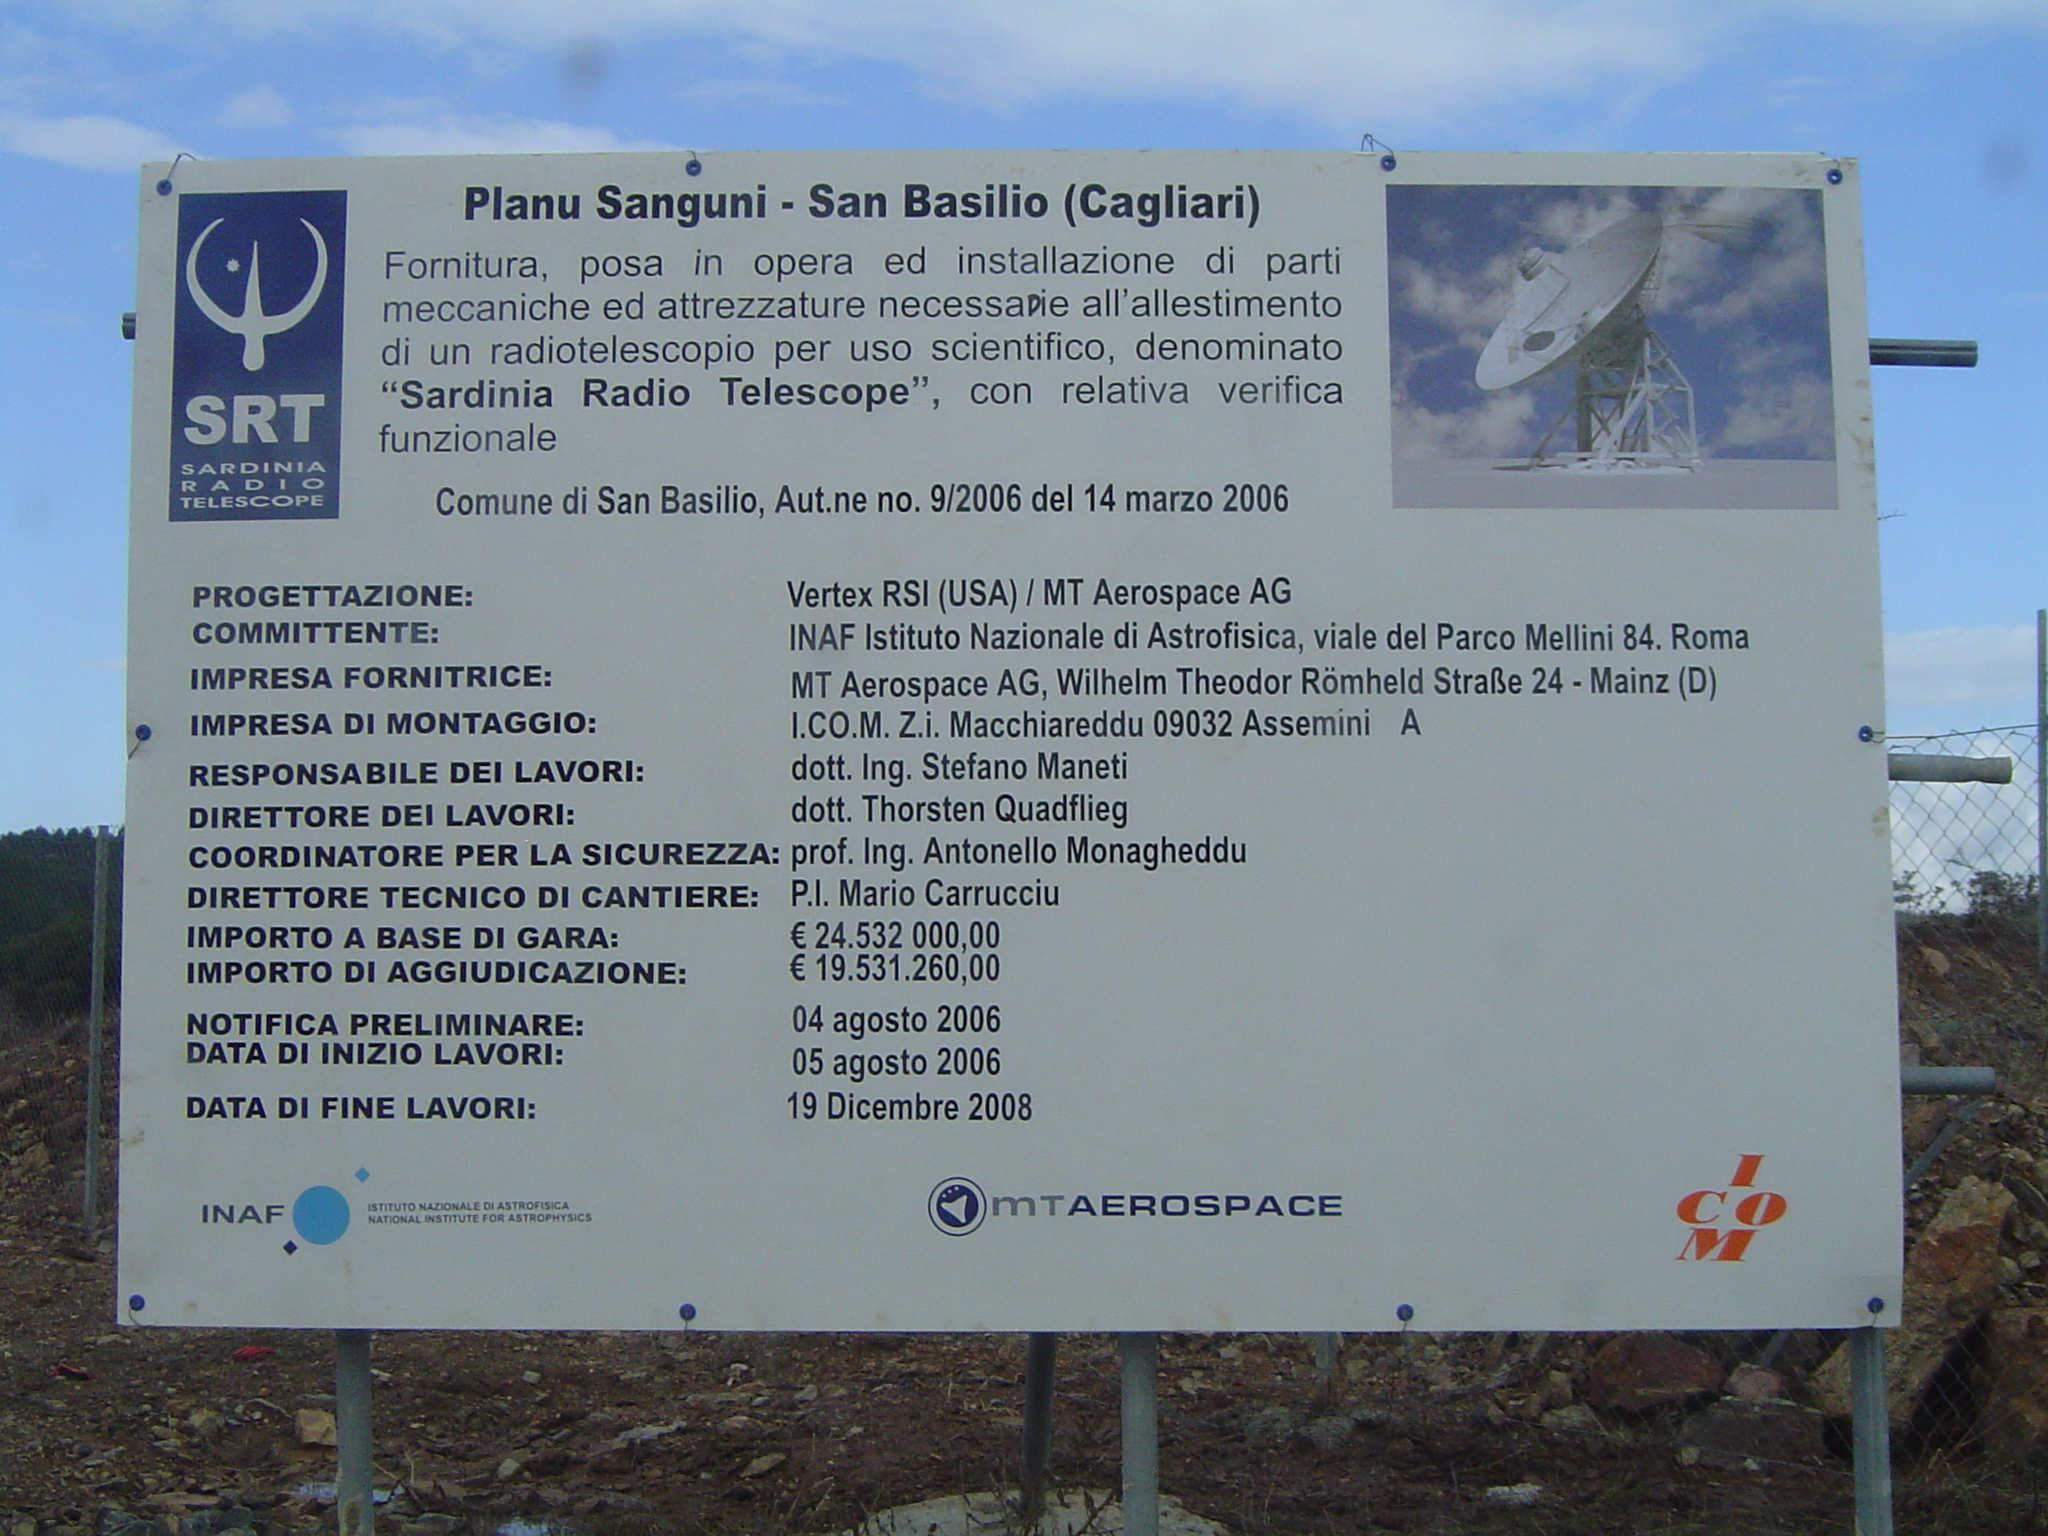 Planu Sanguni - San Basilio (Cagliari)
Fornitura, posa in opera ed installazione di parti
meccaniche ed attrezzature necessarie all'allestimento
di un radiotelescopio per uso scientifico, denominato
“Sardinia Radio Telescope”, con relativa verifica
funzionale
SRT
SARDINIA
RADIO
TELESCOPE
Comune di San Basilio, Aut.ne no. 9/2006 del 14 marzo 2006
PROGETTAZIONE: Vertex RSI (USA) / MT Aerospace AG
COMMITTENTE: INAF Istituto Nazionale di Astrofisica, viale del Parco Mellini 84. Roma
IMPRESA FORNITRICE: MT Aerospace AG, Wilhelm Theodor Römheld Straße 24 - Mainz (D)
IMPRESA DI MONTAGGIO: I.CO.M. Z.i. Macchiareddu 09032 Assemini A
RESPONSABILE DEI LAVORI: dott. Ing. Stefano Maneti
DIRETTORE DEI LAVORI: dott. Thorsten Quadflieg
COORDINATORE PER LA SICUREZZA: prof. Ing. Antonello Monagheddu
DIRETTORE TECNICO DI CANTIERE: P.I. Mario Carrucciu
IMPORTO A BASE DI GARA: € 24.532 000,00
IMPORTO DI AGGIUDICAZIONE: € 19.531.260,00
NOTIFICA PRELIMINARE: 04 agosto 2006
DATA DI INIZIO LAVORI: 05 agosto 2006
DATA DI FINE LAVORI: 19 Dicembre 2008
INAF
ISTITUTO NAZIONALE DI ASTROFISICA
NATIONAL INSTITUTE FOR ASTROPHYSICS
MT AEROSPACE
I
CO
M